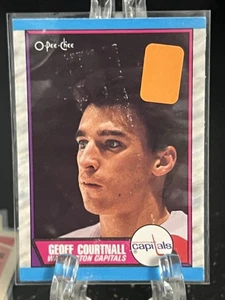 O-Pee-Chee
GEOFF COURTNALL
capitals
WASHINGTON CAPITALS